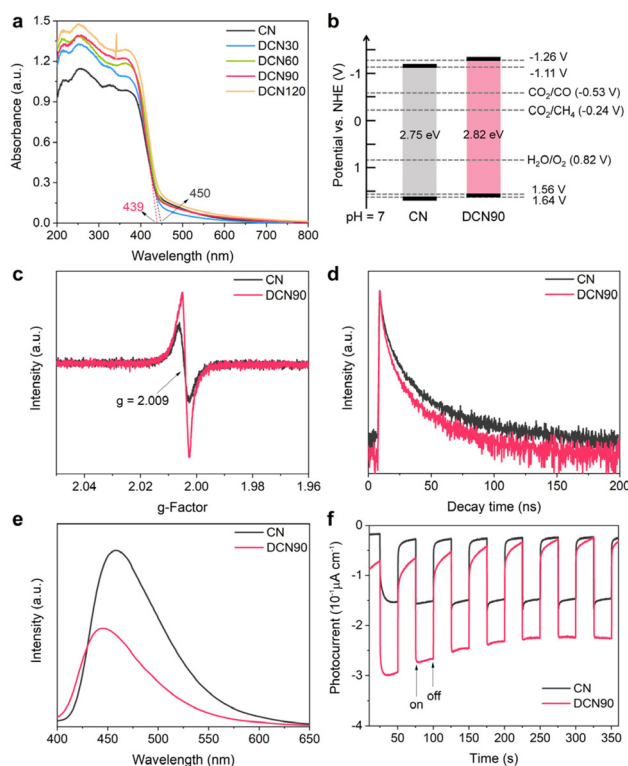 a
CN
DCN30
DCN60
DCN90
DCN120
1.5
1.2
0.9
0.6
0.3
0.0
439
450
200 300 400 500 600 700 800
Wavelength (nm)
Absorbance (a.u.)
b
Potential vs. NHE (V)
-1
0
1
-1.26 V
-1.11 V
CO₂/CO (-0.53 V)
CO₂/CH₄ (-0.24 V)
2.75 eV
2.82 eV
H₂O/O₂ (0.82 V)
1.56 V
1.64 V
pH = 7
CN
DCN90
c
CN
DCN90
g = 2.009
Intensity (a.u.)
2.04 2.02 2.00 1.98 1.96
g-Factor
d
CN
DCN90
Intensity (a.u.)
0 50 100 150 200
Decay time (ns)
e
CN
DCN90
Intensity (a.u.)
400 450 500 550 600 650
Wavelength (nm)
f
Photocurrent (10⁻¹μA cm⁻¹)
0
-1
-2
-3
-4
on
off
CN
DCN90
50 100 150 200 250 300 350
Time (s)